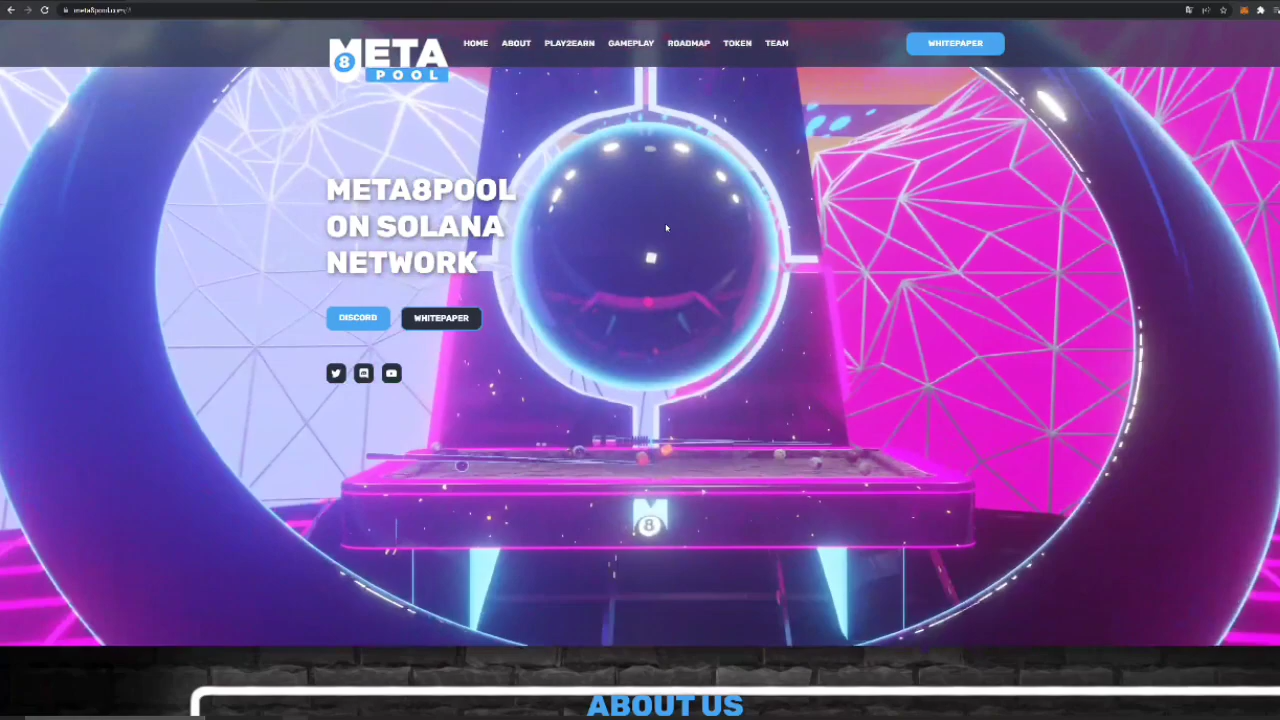 META
8
POOL
HOME
ABOUT
PLAY2EARN
GAMEPLAY
ROADMAP
TOKEN
TEAM
WHITEPAPER
META8POOL
ON SOLANA
NETWORK
DISCORD
WHITEPAPER
8
ABOUT US